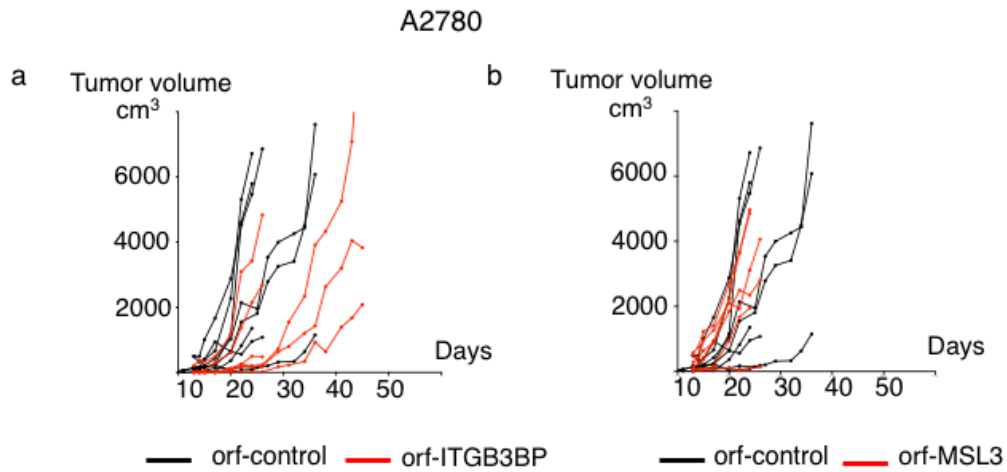 A2780
a
Tumor volume
cm³
6000
4000
2000
Days
10 20 30 40 50
orf-control orf-ITGB3BP
b
Tumor volume
cm³
6000
4000
2000
Days
10 20 30 40 50
orf-control orf-MSL3